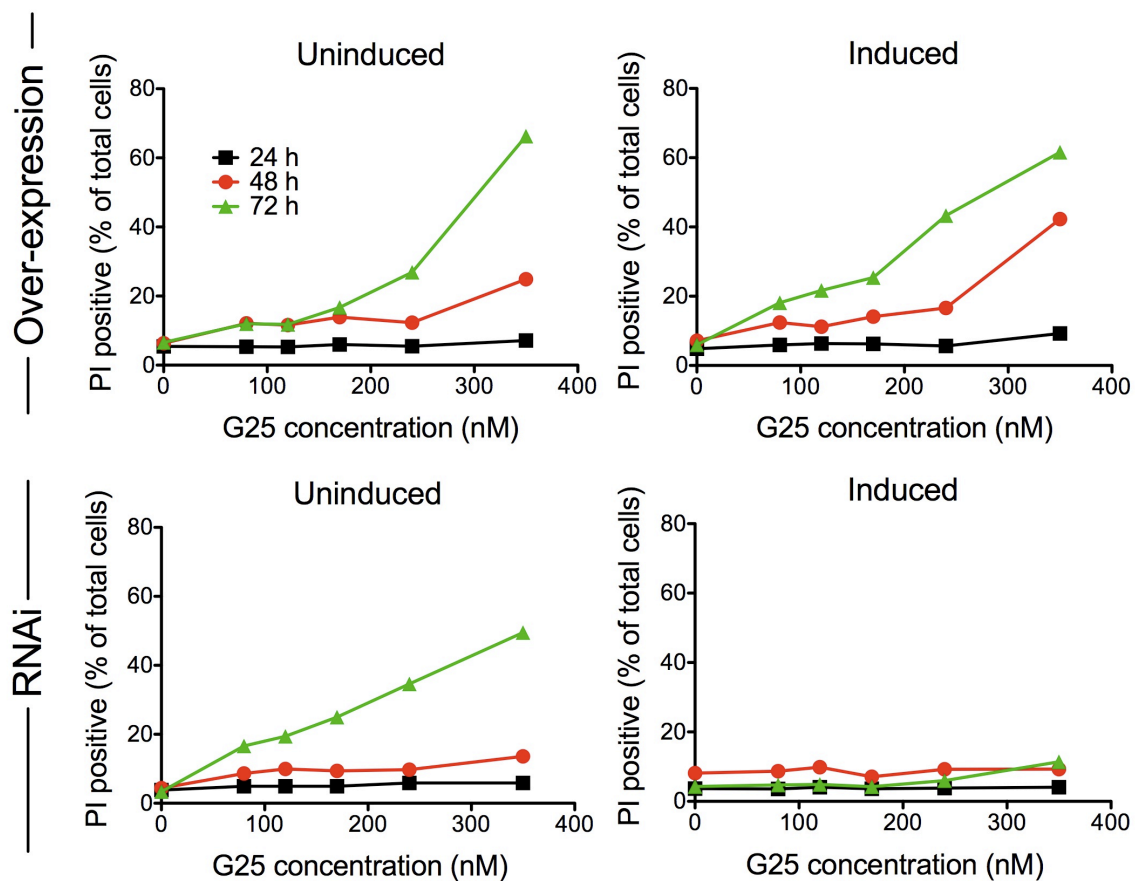 Over-expression
Uninduced
PI positive (% of total cells)
80
60
40
20
0
24 h
48 h
72 h
0 100 200 300 400
G25 concentration (nM)
Induced
PI positive (% of total cells)
80
60
40
20
0
0 100 200 300 400
G25 concentration (nM)
RNAi
Uninduced
PI positive (% of total cells)
80
60
40
20
0
0 100 200 300 400
G25 concentration (nM)
Induced
PI positive (% of total cells)
80
60
40
20
0
0 100 200 300 400
G25 concentration (nM)